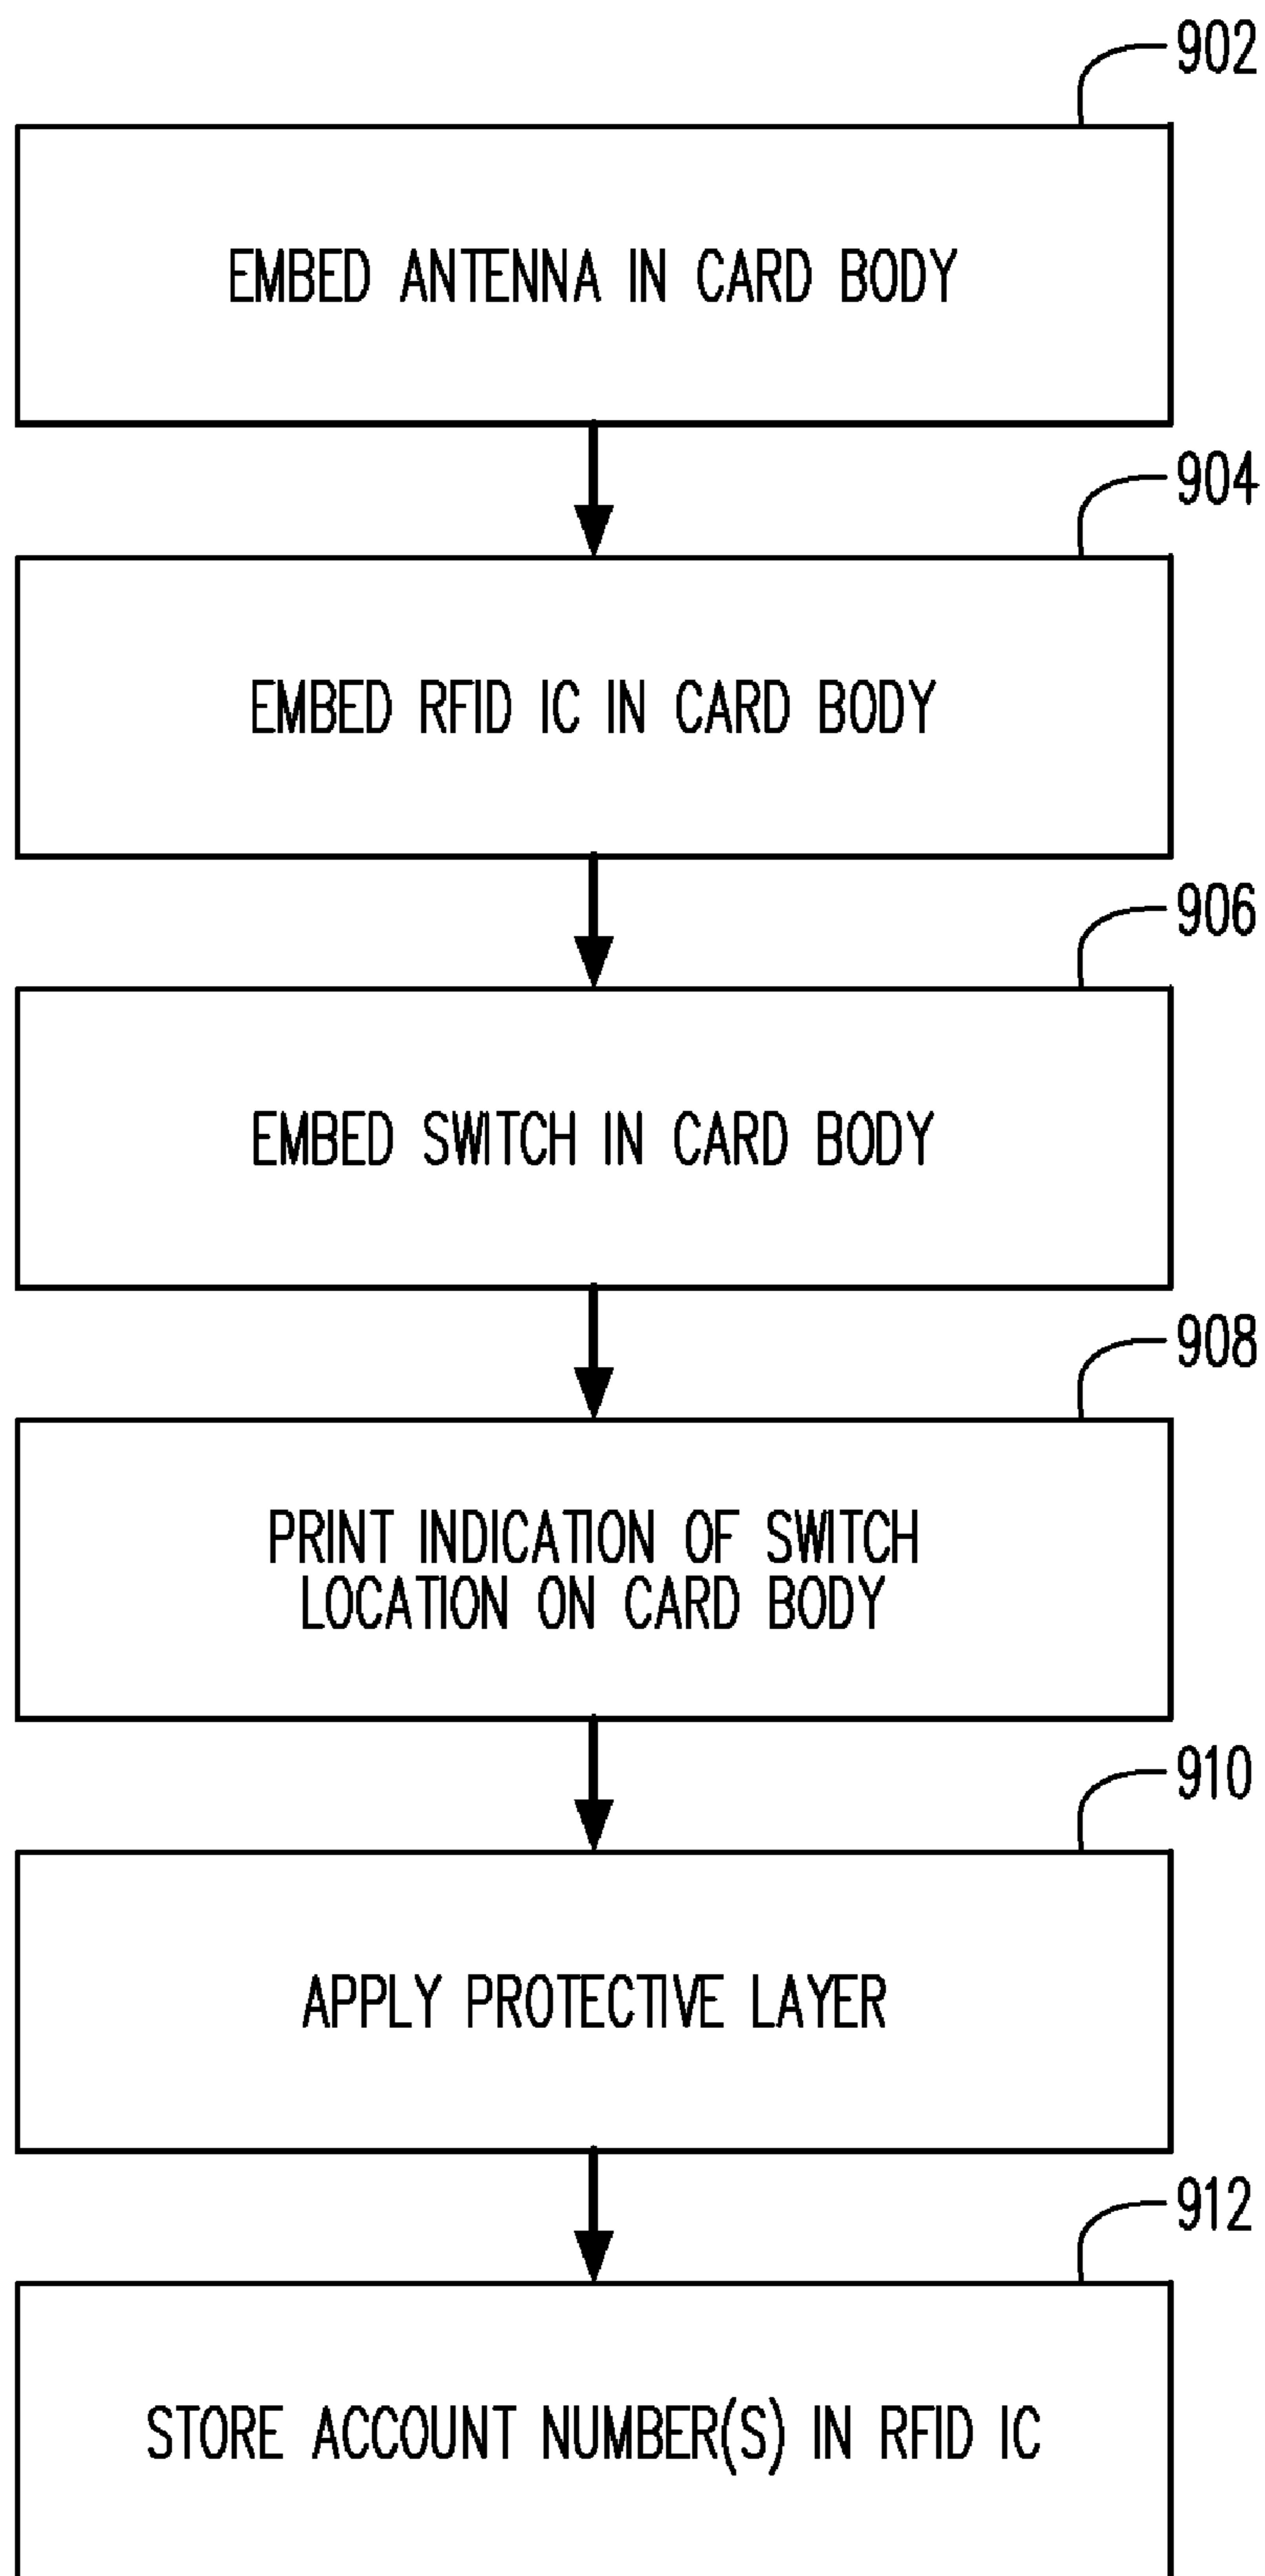 902
EMBED ANTENNA IN CARD BODY
904
EMBED RFID IC IN CARD BODY
906
EMBED SWITCH IN CARD BODY
908
PRINT INDICATION OF SWITCH
LOCATION ON CARD BODY
910
APPLY PROTECTIVE LAYER
912
STORE ACCOUNT NUMBER(S) IN RFID IC